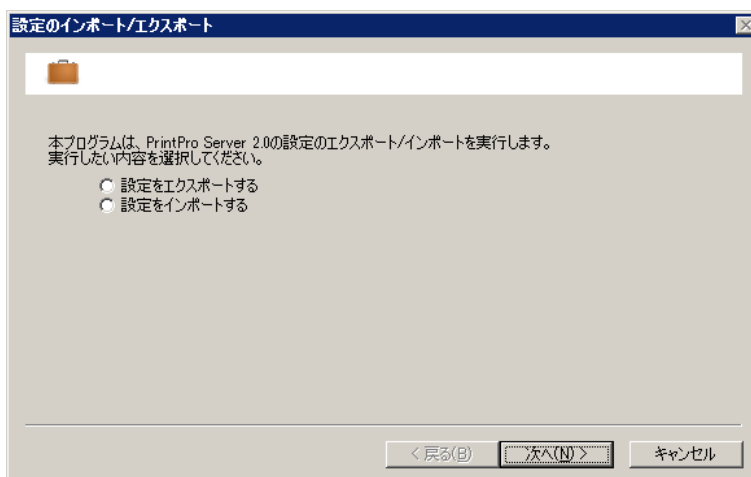 設定のインポート/エクスポート
本プログラムは、PrintPro Server 2.0の設定のエクスポート/インポートを実行します。
実行したい内容を選択してください。
設定をエクスポートする
設定をインポートする
< 戻る(B)
次へ(N) >
キャンセル